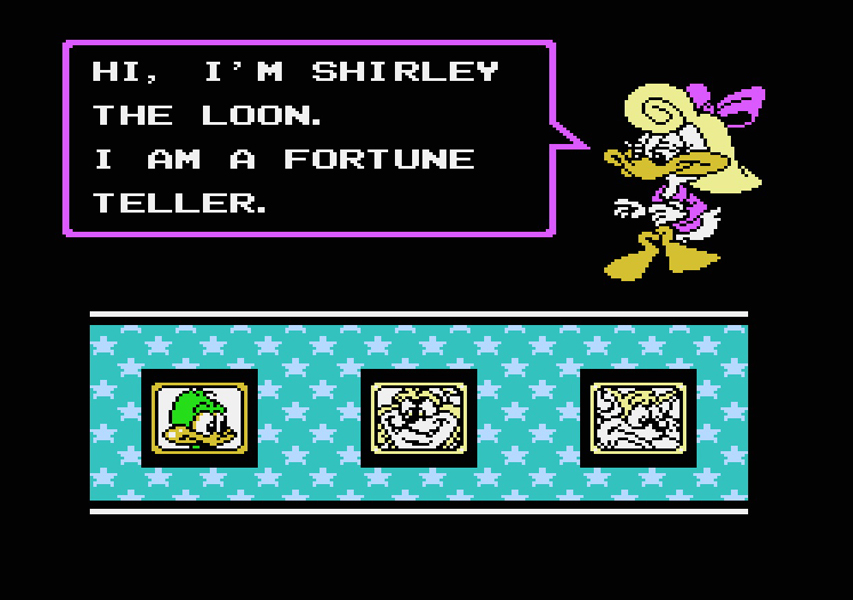 HI, I'M SHIRLEY
THE LOON.
I AM A FORTUNE
TELLER.